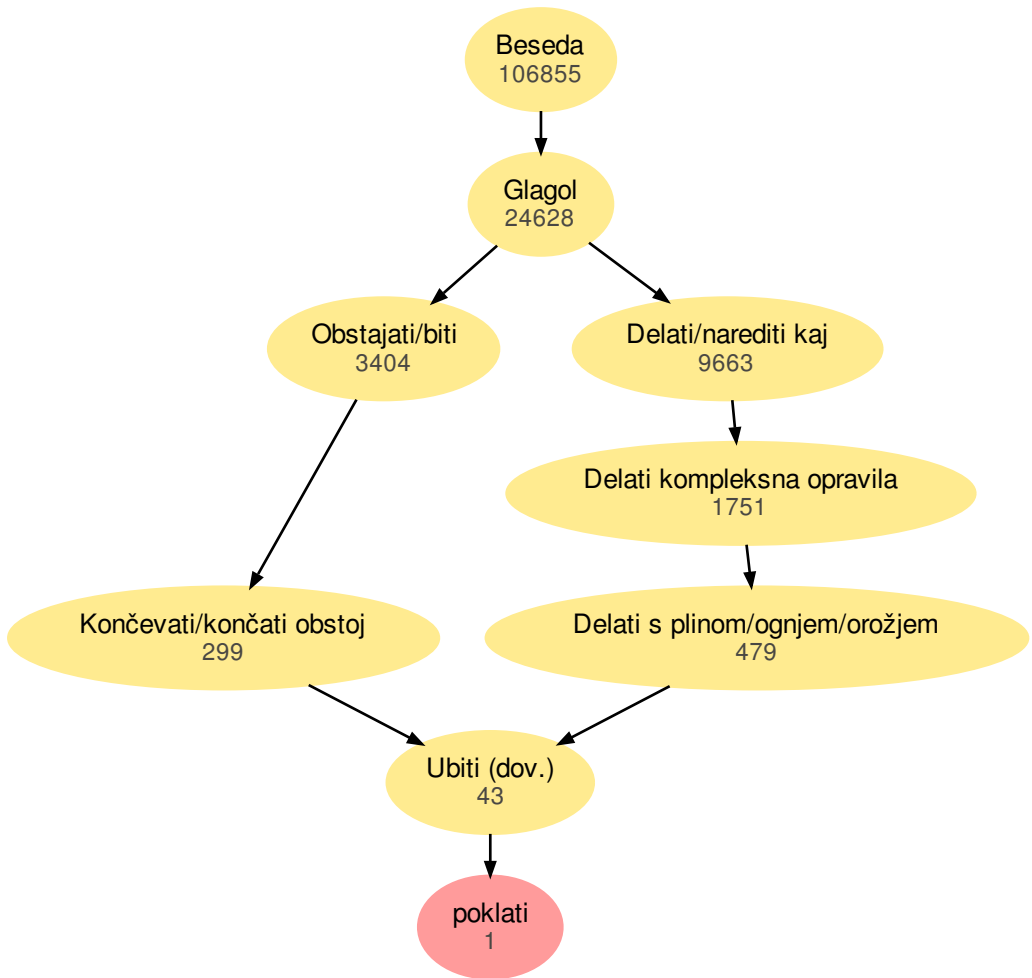 Beseda
106855
Glagol
24628
Obstajati/biti
3404
Delati/narediti kaj
9663
Delati kompleksna opravila
1751
Končevati/končati obstoj
299
Delati s plinom/ognjem/orožjem
479
Ubiti (dov.)
43
poklati
1